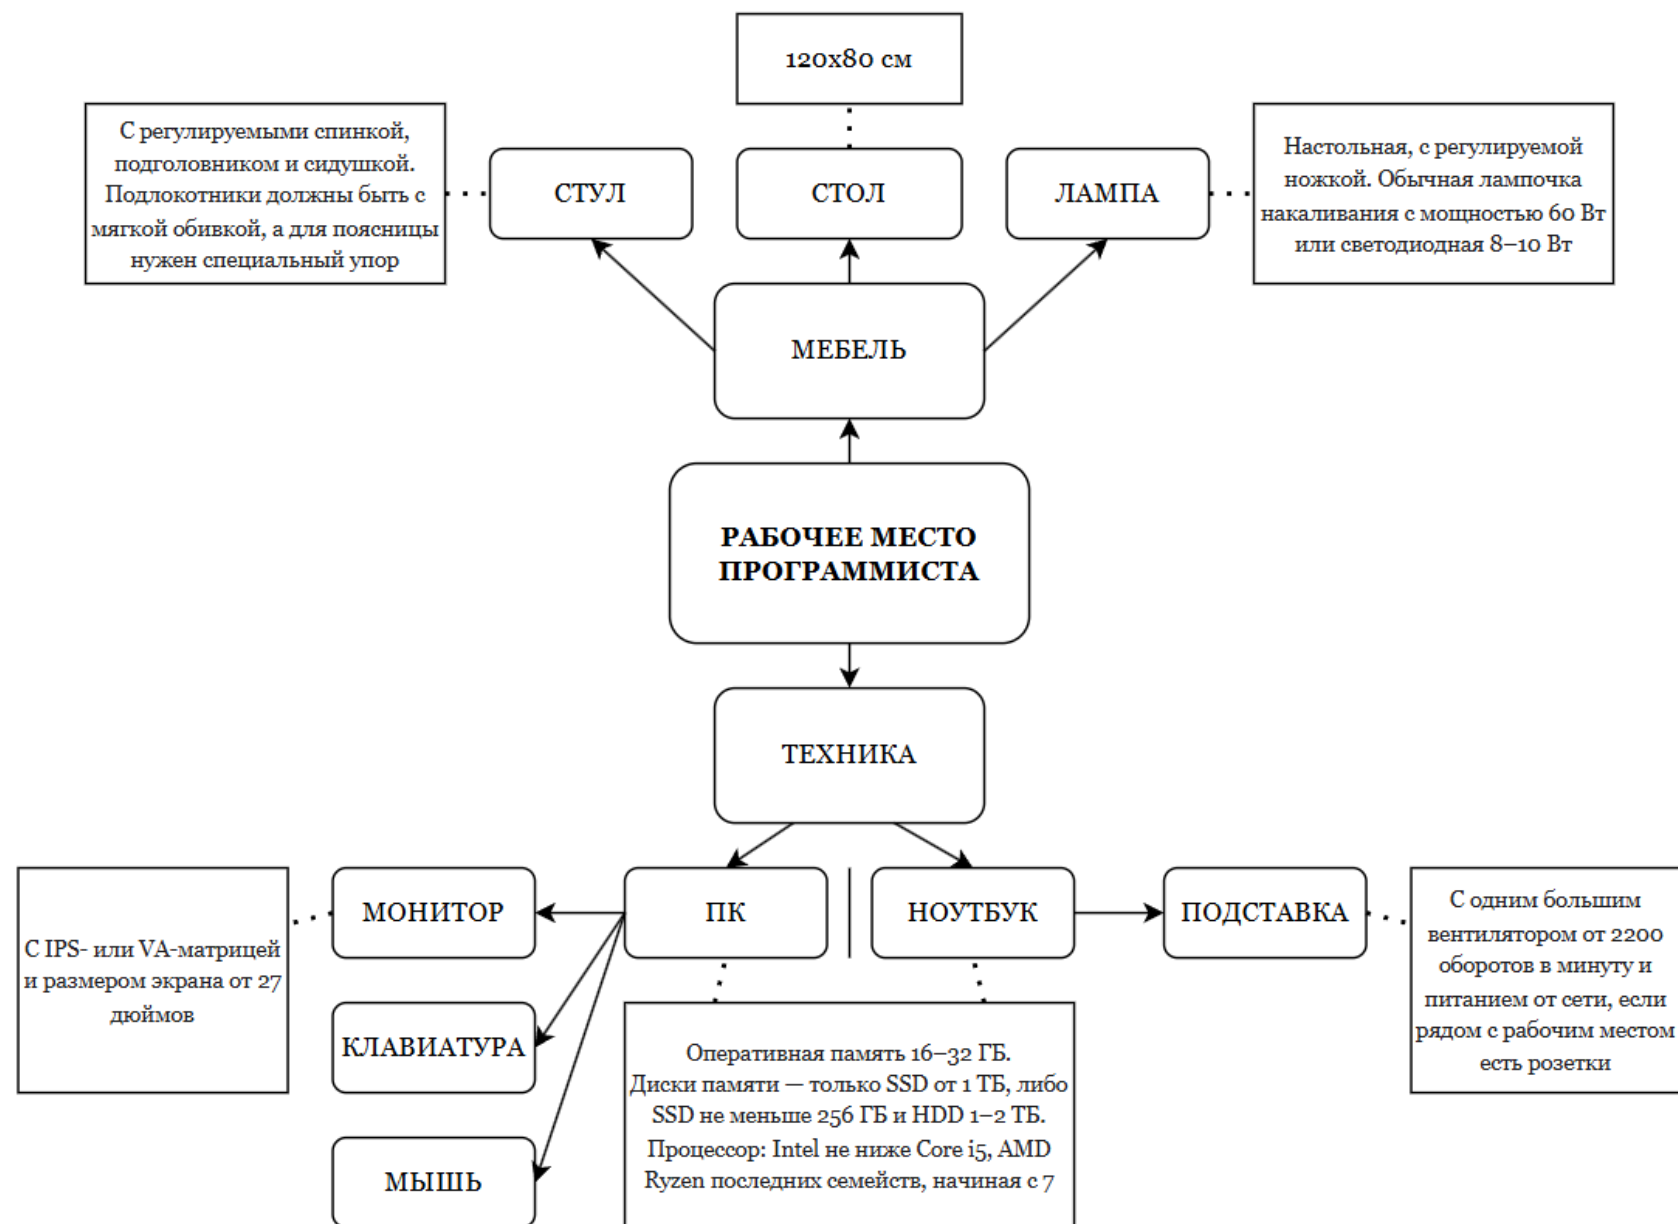 120x80 см
С регулируемыми спинкой,
подголовником и сидушкой.
Подлокотники должны быть с
мягкой обивкой, а для поясницы
нужен специальный упор
СТУЛ
СТОЛ
ЛАМПА
Настольная, с регулируемой
ножкой. Обычная лампочка
накаливания с мощностью 60 Вт
или светодиодная 8–10 Вт
МЕБЕЛЬ
РАБОЧЕЕ МЕСТО
ПРОГРАММИСТА
ТЕХНИКА
МОНИТОР
ПК
НОУТБУК
ПОДСТАВКА
С IPS- или VA-матрицей
и размером экрана от 27
дюймов
С одним большим
вентилятором от 2200
оборотов в минуту и
питанием от сети, если
рядом с рабочим местом
есть розетки
КЛАВИАТУРА
МЫШЬ
Оперативная память 16–32 ГБ.
Диски памяти — только SSD от 1 ТБ, либо
SSD не меньше 256 ГБ и HDD 1–2 ТБ.
Процессор: Intel не ниже Core i5, AMD
Ryzen последних семейств, начиная с 7